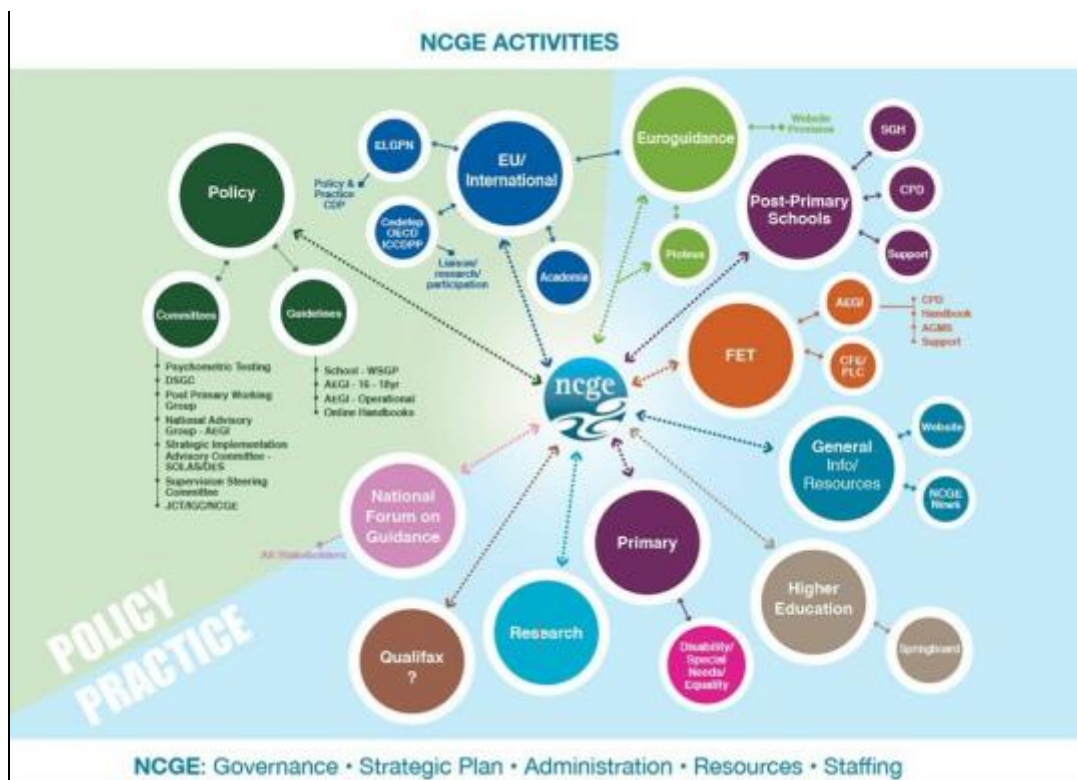 NCGE ACTIVITIES
Policy
Committees
Guidelines
Psychometric Testing
DSGC
Post Primary Working
Group
National Advisory
Group - AEGI
Strategic Implementation
Advisory Committee -
SOLAS/DES
Supervision Steering
Committee
JCT/IGC/NCGE
School - WSGP
AEGI - 16 - 18yr
AEGI - Operational
Online Handbooks
ELGPN
Policy &
Practice
CDP
EU/
International
Cedefop
OECD
ICCDPP
Liaison/
research/
participation
Academia
Euroguidance
Website
Provision
Ploteus
Post-Primary
Schools
SGH
CPD
Support
FET
AEGI
CPD
Handbook
AGMS
Support
CFE/
PLC
ncge
General
Info/
Resources
Website
NCGE
News
National
Forum on
Guidance
All Stakeholders
Primary
Disability/
Special
Needs/
Equality
Higher
Education
Springboard
Qualifax
?
Research
POLICY
PRACTICE
NCGE: Governance • Strategic Plan • Administration • Resources • Staffing